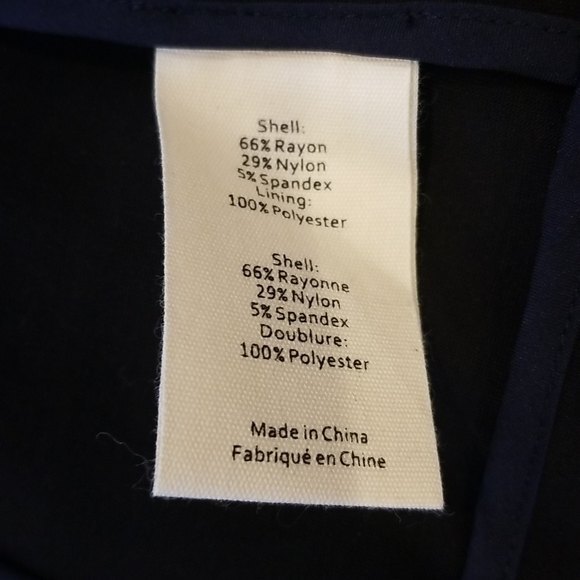 Shell:
66% Rayon
29% Nylon
5% Spandex
Lining:
100% Polyester
Shell:
66% Rayonne
29% Nylon
5% Spandex
Doublure:
100% Polyester
Made in China
Fabriqué en Chine